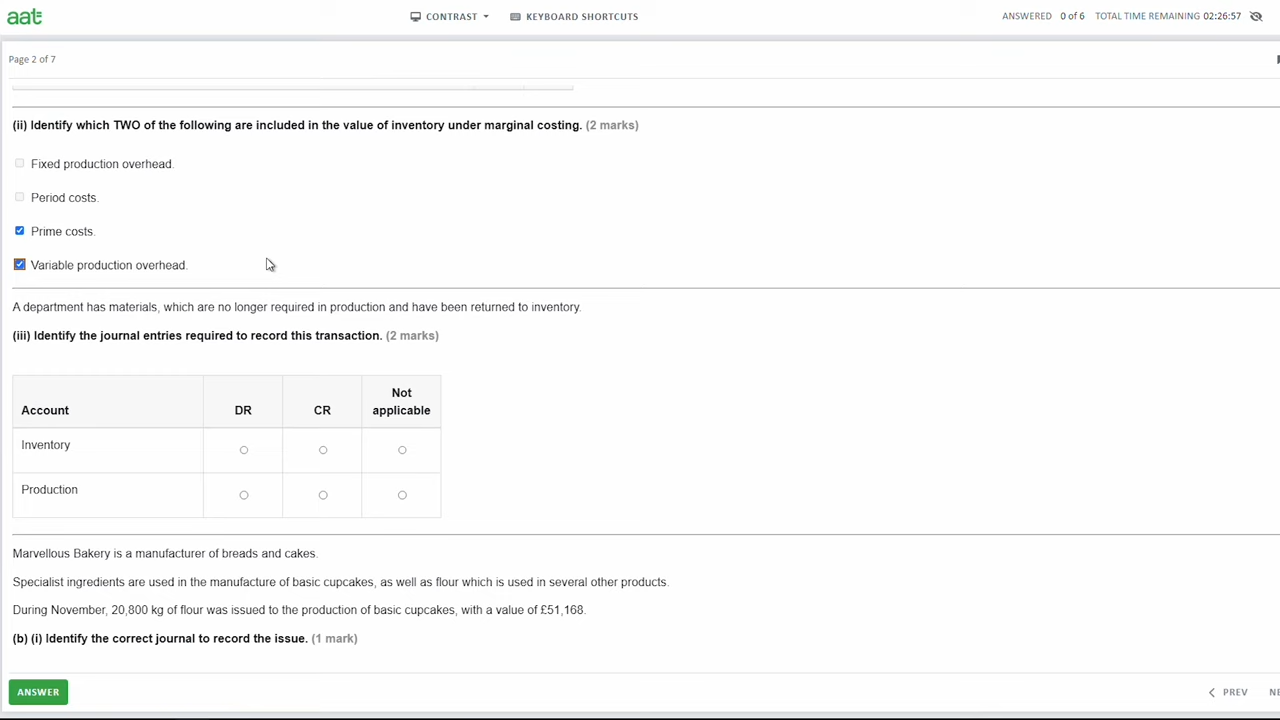 aat
CONTRAST
KEYBOARD SHORTCUTS
ANSWERED 0 of 6 TOTAL TIME REMAINING 02:26:57
Page 2 of 7
(ii) Identify which TWO of the following are included in the value of inventory under marginal costing. (2 marks)
Fixed production overhead.
Period costs.
Prime costs.
Variable production overhead.
A department has materials, which are no longer required in production and have been returned to inventory.
(iii) Identify the journal entries required to record this transaction. (2 marks)
Account DR CR Not applicable
Inventory
Production
Marvellous Bakery is a manufacturer of breads and cakes.
Specialist ingredients are used in the manufacture of basic cupcakes, as well as flour which is used in several other products.
During November, 20,800 kg of flour was issued to the production of basic cupcakes, with a value of £51,168.
(b) (i) Identify the correct journal to record the issue. (1 mark)
ANSWER
PREV
NE